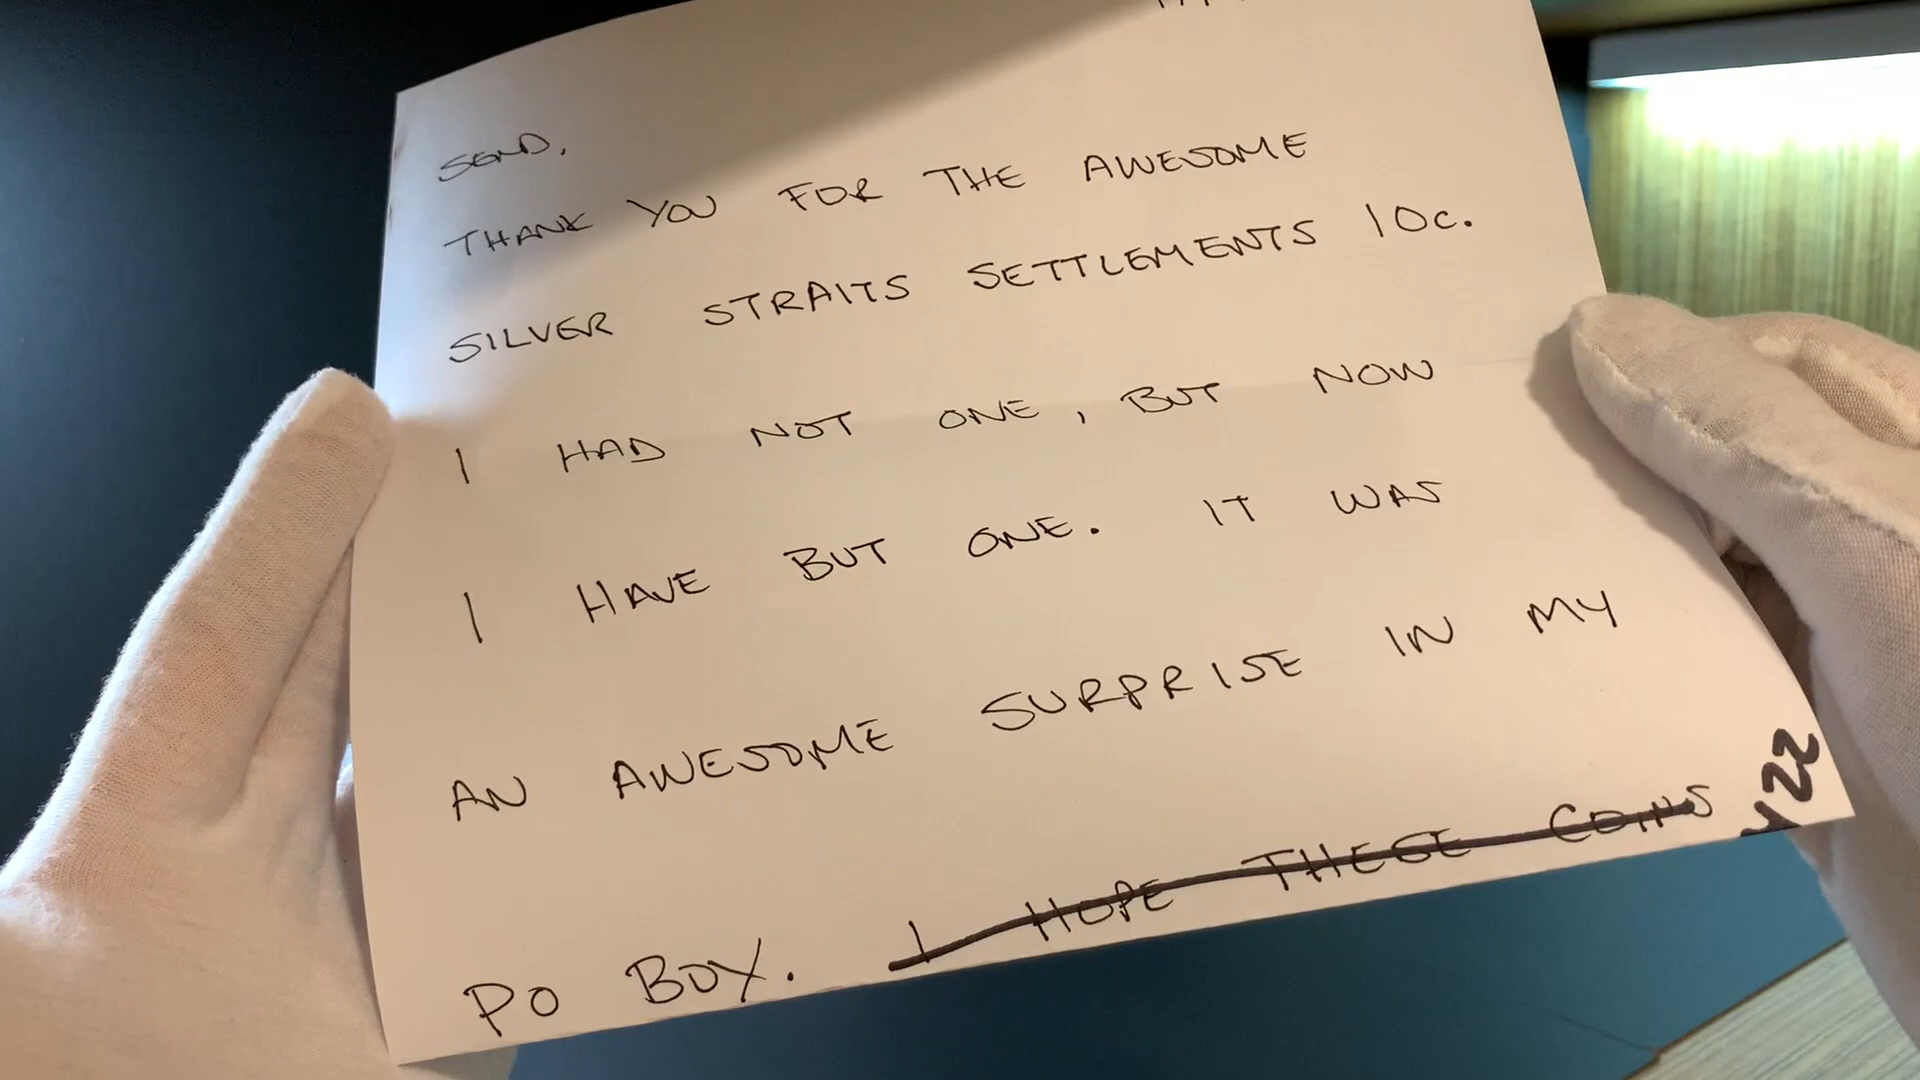 SEND,
THANK YOU FOR THE AWESOME
SILVER STRAITS SETTLEMENTS 10c.
I HAD NOT ONE, BUT NOW
I HAVE BUT ONE. IT WAS
AN AWESOME SURPRISE IN MY
PO BOX. I HOPE THESE COINS